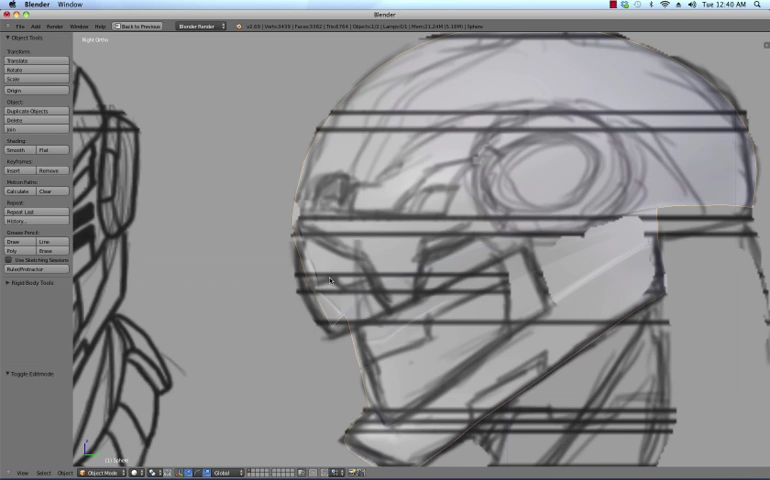 Blender Window
Tue 12:40 AM
Blender
File Add Render Window Help Back to Previous Blender Render
Object Tools
Right Ortho
Transform:
Translate
Rotate
Scale
Origin
Object:
Duplicate Objects
Delete
Join
Shading
Smooth Flat
Keyframes:
Insert Remove
Motion Paths:
Calculate Clear
Repeat:
Repeat Last
History...
Grease Pencil:
Draw Line
Poly Erase
Use Sketching Sessions
Ruler/Protractor
Rigid Body Tools
Toggle Editmode
(1) Sphere
View Select Object Object Mode Global